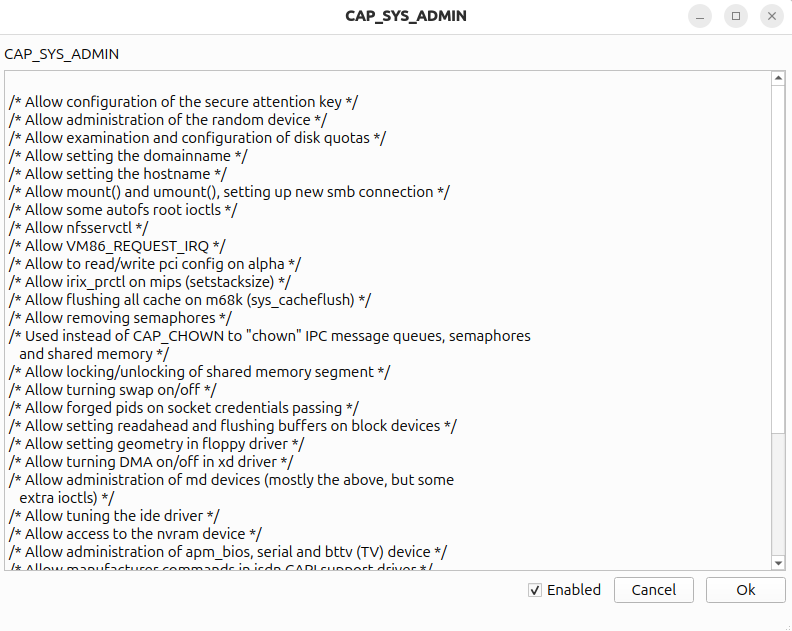 CAP_SYS_ADMIN
CAP_SYS_ADMIN
/* Allow configuration of the secure attention key */
/* Allow administration of the random device */
/* Allow examination and configuration of disk quotas */
/* Allow setting the domainname */
/* Allow setting the hostname */
/* Allow mount() and umount(), setting up new smb connection */
/* Allow some autofs root ioctls */
/* Allow nfsservctl */
/* Allow VM86_REQUEST_IRQ */
/* Allow to read/write pci config on alpha */
/* Allow irix_prctl on mips (setstacksize) */
/* Allow flushing all cache on m68k (sys_cacheflush) */
/* Allow removing semaphores */
/* Used instead of CAP_CHOWN to "chown" IPC message queues, semaphores
and shared memory */
/* Allow locking/unlocking of shared memory segment */
/* Allow turning swap on/off */
/* Allow forged pids on socket credentials passing */
/* Allow setting readahead and flushing buffers on block devices */
/* Allow setting geometry in floppy driver */
/* Allow turning DMA on/off in xd driver */
/* Allow administration of md devices (mostly the above, but some
extra ioctls) */
/* Allow tuning the ide driver */
/* Allow access to the nvram device */
/* Allow administration of apm_bios, serial and bttv (TV) device */
/* Allow manufacturer commands in isdn CAPI support driver */
Enabled
Cancel
Ok